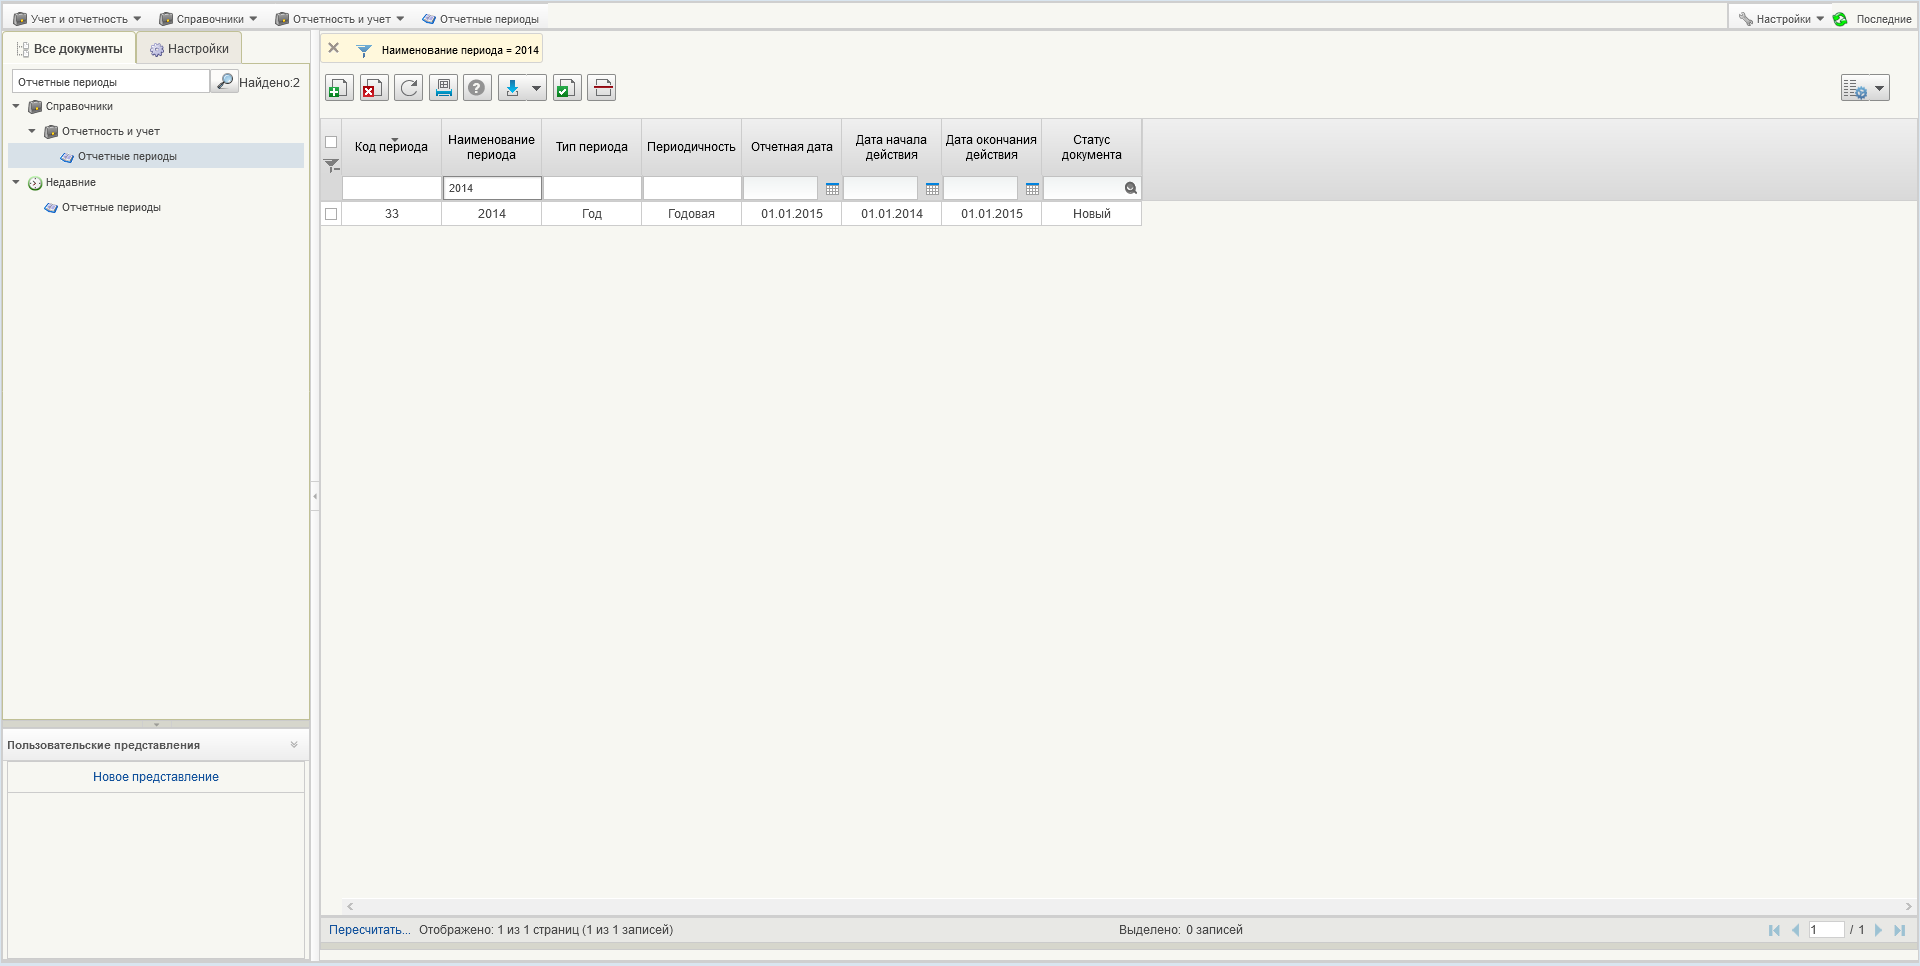 Учет и отчетность Справочники Отчетность и учет Отчетные периоды Настройки Последние
Все документы Настройки
Наименование периода = 2014
Отчетные периоды Найдено:2
Справочники
Отчетность и учет
Отчетные периоды
Недавние
Отчетные периоды
Код периода Наименование периода Тип периода Периодичность Отчетная дата Дата начала действия Дата окончания действия Статус документа
2014
33 2014 Год Годовая 01.01.2015 01.01.2014 01.01.2015 Новый
Пользовательские представления
Новое представление
Пересчитать... Отображено: 1 из 1 страниц (1 из 1 записей) Выделено: 0 записей 1 / 1